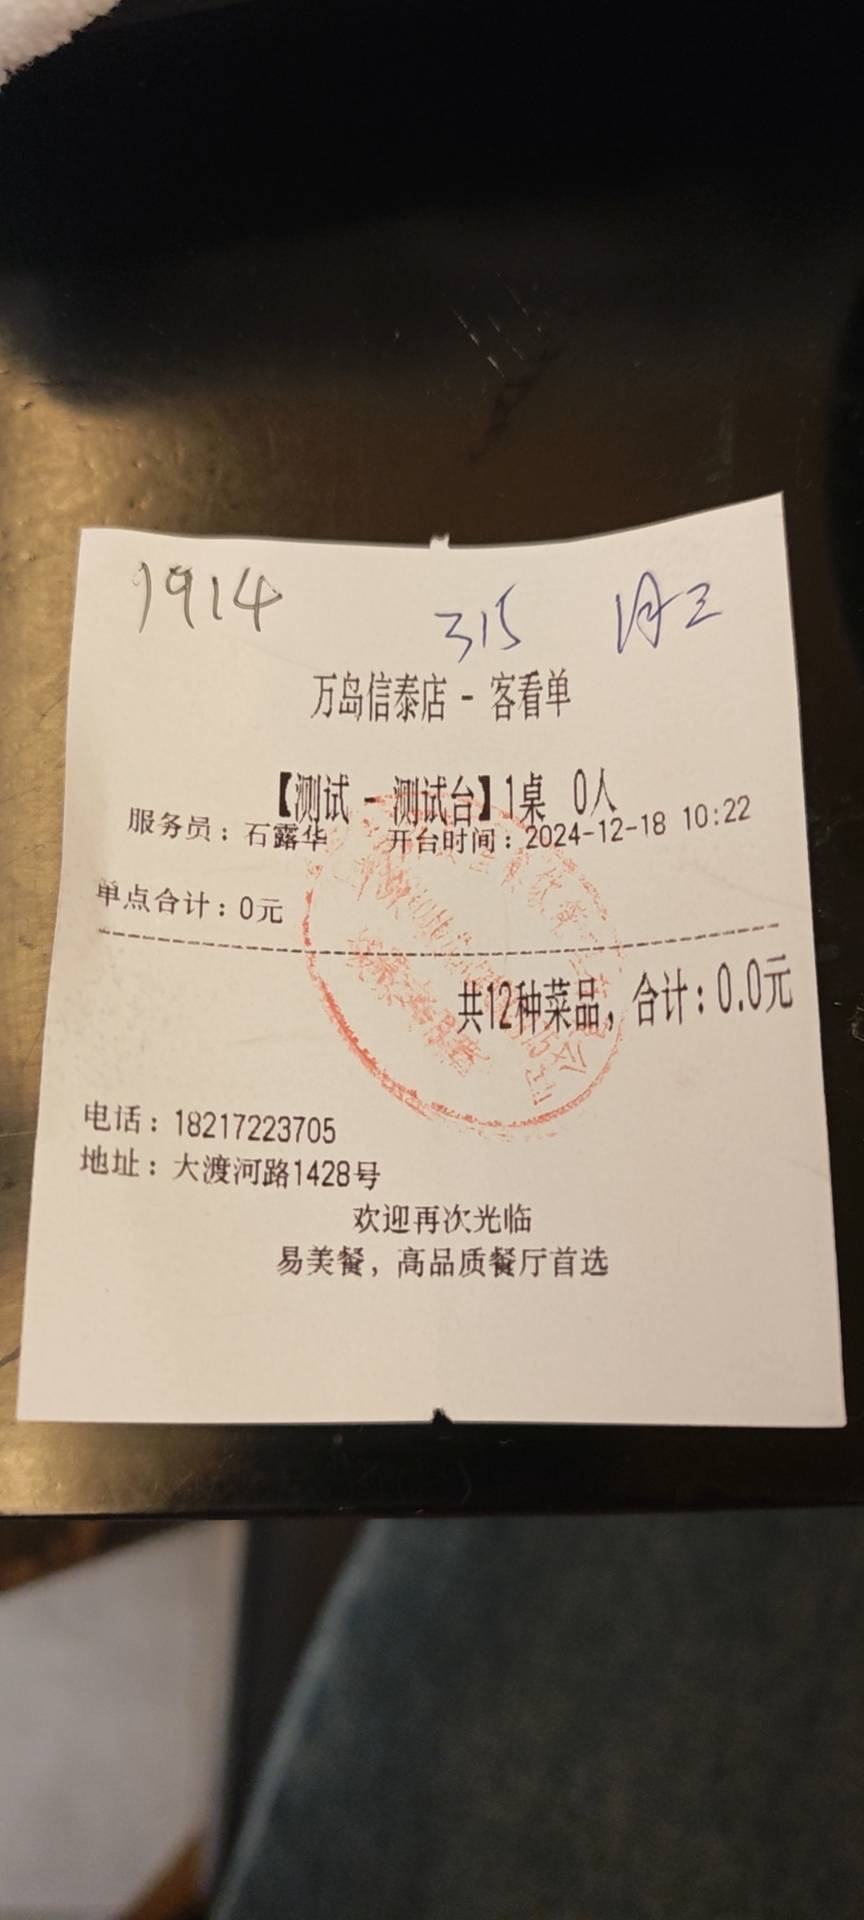 1914
315
万岛信泰店 - 客看单
【测试 - 测试台】1桌 0人
服务员：石露华 开台时间：2024-12-18 10:22
单点合计：0元
共12种菜品，合计：0.0元
电话：18217223705
地址：大渡河路1428号
欢迎再次光临
易美餐，高品质餐厅首选